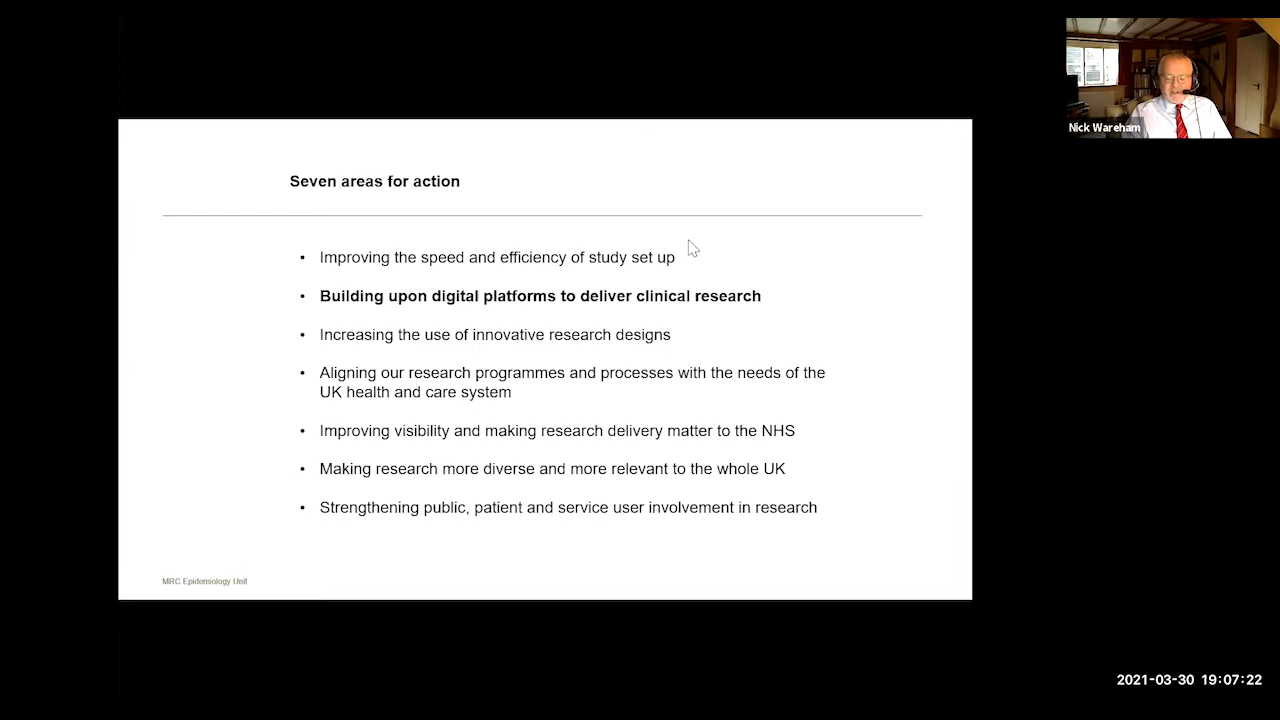 Nick Wareham
Seven areas for action
• Improving the speed and efficiency of study set up
• Building upon digital platforms to deliver clinical research
• Increasing the use of innovative research designs
• Aligning our research programmes and processes with the needs of the
UK health and care system
• Improving visibility and making research delivery matter to the NHS
• Making research more diverse and more relevant to the whole UK
• Strengthening public, patient and service user involvement in research
MRC Epidemiology Unit
2021-03-30 19:07:22